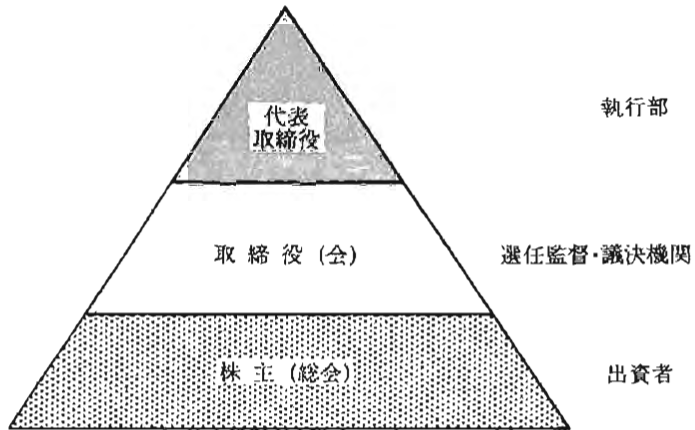 代表
取締役
執行部
取締役(会)
選任監督・議決機関
株主(総会)
出資者